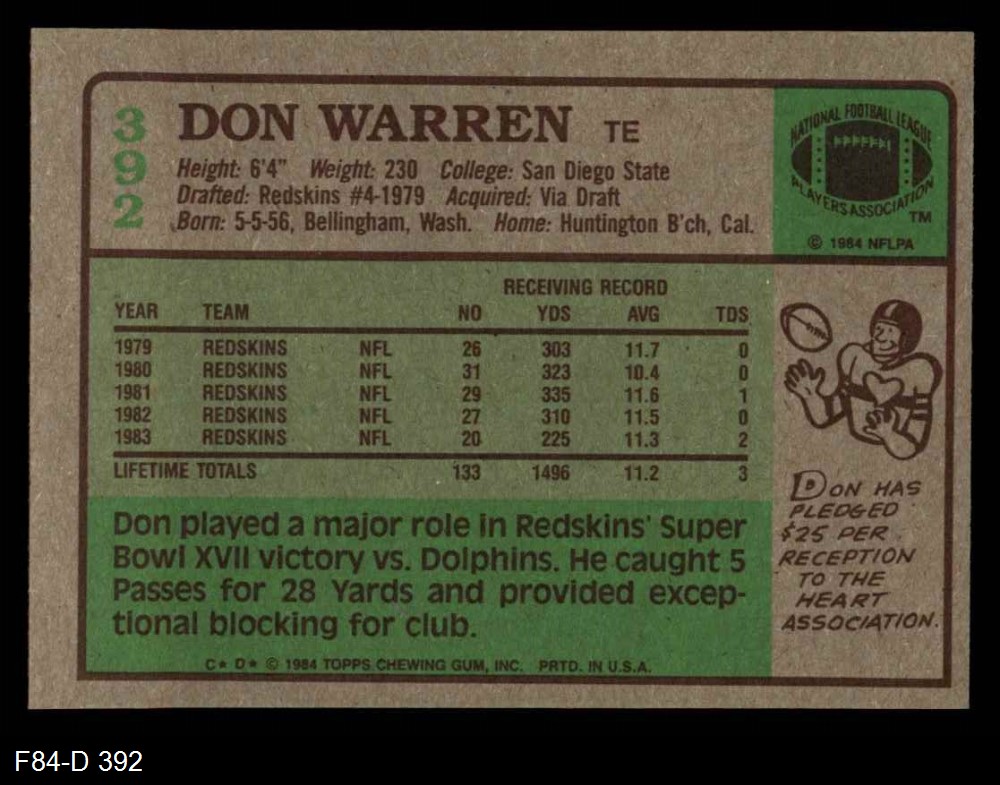 392
DON WARREN TE
Height: 6'4" Weight: 230 College: San Diego State
Drafted: Redskins #4-1979 Acquired: Via Draft
Born: 5-5-56, Bellingham, Wash. Home: Huntington B'ch, Cal.
NATIONAL FOOTBALL LEAGUE
PLAYERS ASSOCIATION
TM
© 1984 NFLPA
RECEIVING RECORD
YEAR TEAM NO YDS AVG TDS
1979 REDSKINS NFL 26 303 11.7 0
1980 REDSKINS NFL 31 323 10.4 0
1981 REDSKINS NFL 29 335 11.6 1
1982 REDSKINS NFL 27 310 11.5 0
1983 REDSKINS NFL 20 225 11.3 2
LIFETIME TOTALS 133 1496 11.2 3
Don played a major role in Redskins' Super
Bowl XVII victory vs. Dolphins. He caught 5
Passes for 28 Yards and provided excep-
tional blocking for club.
C* D* © 1984 TOPPS CHEWING GUM, INC. PRTD. IN U.S.A.
DON HAS
PLEDGED
$25 PER
RECEPTION
TO THE
HEART
ASSOCIATION.
F84-D 392